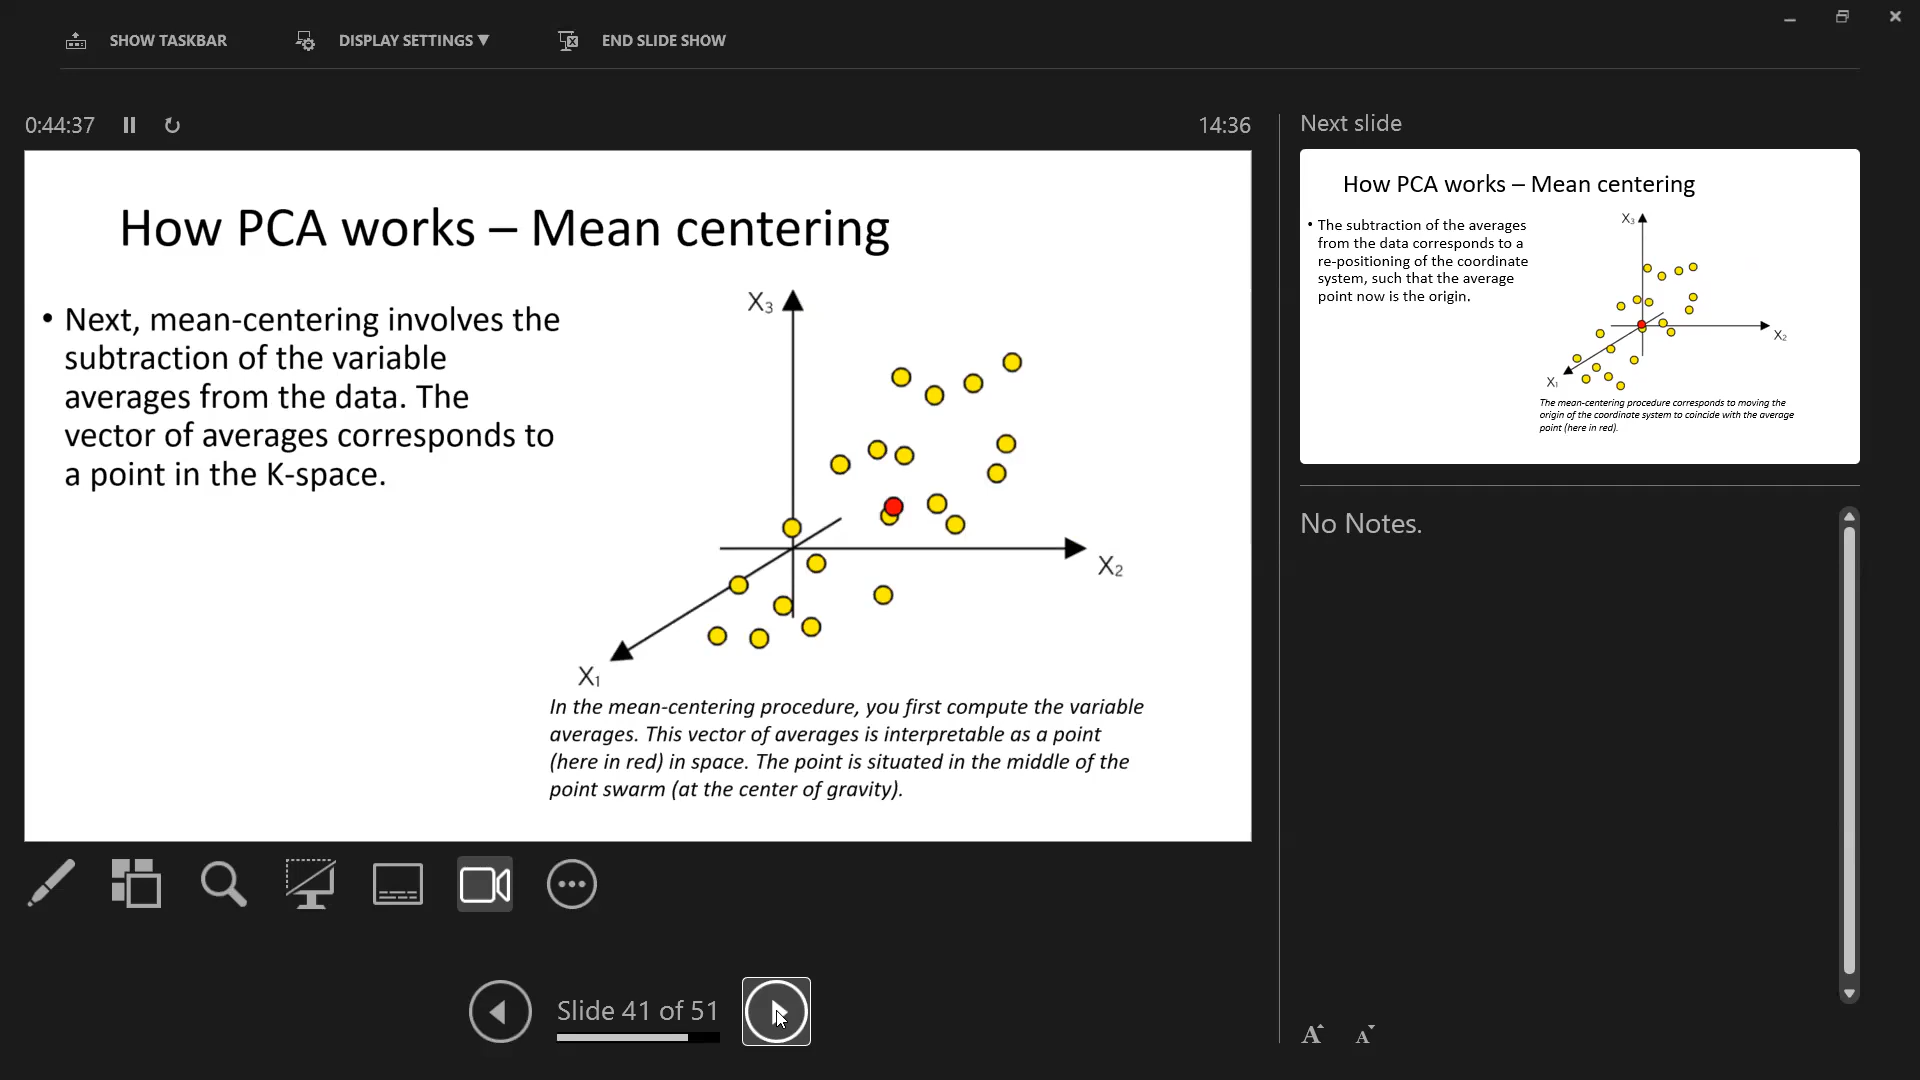 SHOW TASKBAR
DISPLAY SETTINGS ▼
END SLIDE SHOW
0:44:37
14:36
How PCA works – Mean centering
• Next, mean-centering involves the
subtraction of the variable
averages from the data. The
vector of averages corresponds to
a point in the K-space.
X₃
X₂
X₁
In the mean-centering procedure, you first compute the variable
averages. This vector of averages is interpretable as a point
(here in red) in space. The point is situated in the middle of the
point swarm (at the center of gravity).
Slide 41 of 51
Next slide
How PCA works – Mean centering
• The subtraction of the averages
from the data corresponds to a
re-positioning of the coordinate
system, such that the average
point now is the origin.
X₃
X₂
X₁
The mean-centering procedure corresponds to moving the
origin of the coordinate system to coincide with the average
point (here in red).
No Notes.
A A